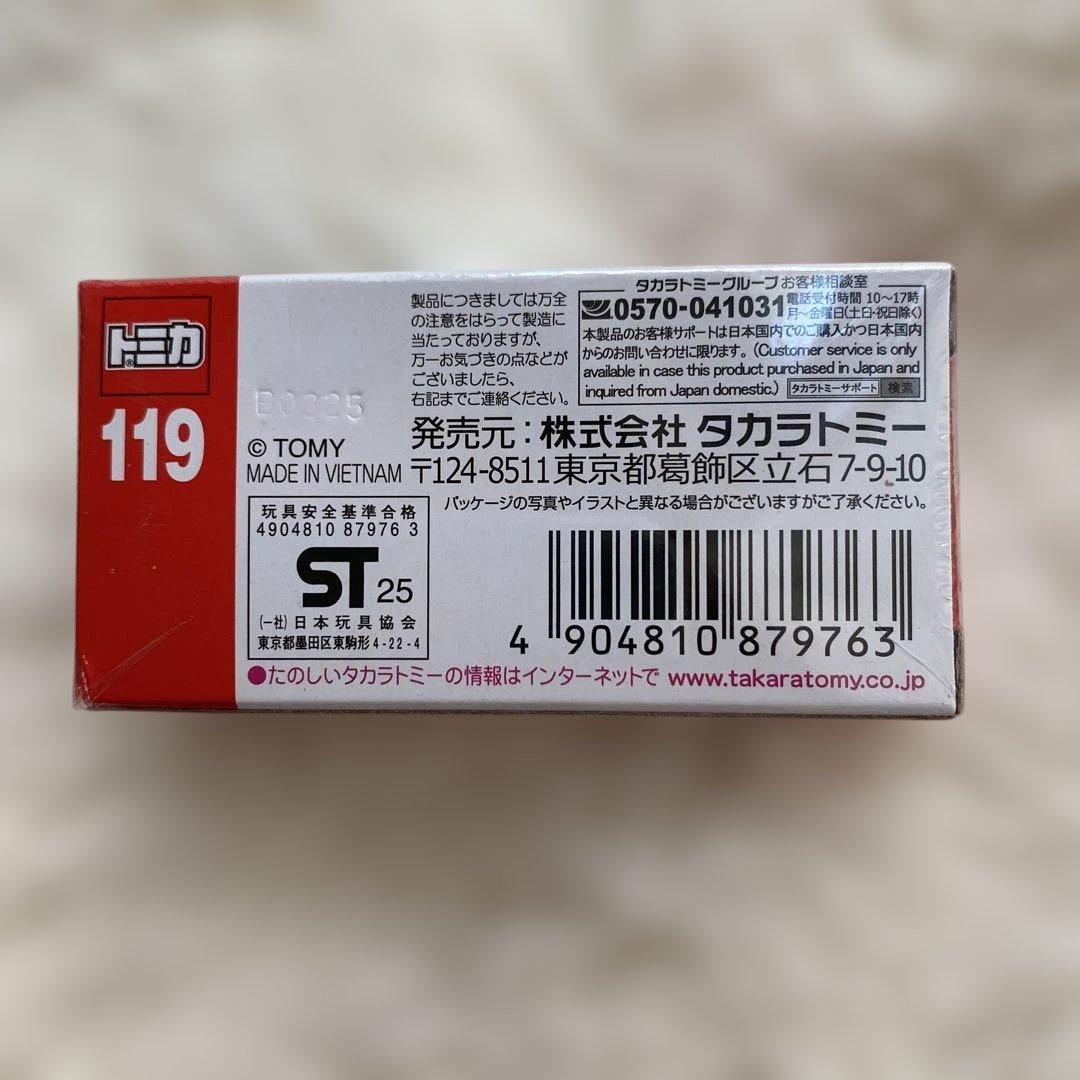 トミカ®
119
製品につきましては万全
の注意をはらって製造に
当たっておりますが、
万一お気づきの点などが
ございましたら、
右記までご連絡ください。
タカラトミーグループ お客様相談室
0570-041031
電話受付時間 10〜17時
月〜金曜日(土日・祝日除く)
本製品のお客様サポートは日本国内でのご購入かつ日本国内
からのお問い合わせに限ります。(Customer service is only
available in case this product purchased in Japan and
inquired from Japan domestic.) タカラトミーサポート 検索
© TOMY
MADE IN VIETNAM
発売元:株式会社 タカラトミー
〒124-8511 東京都葛飾区立石 7-9-10
パッケージの写真やイラストと異なる場合がございますがご了承ください。
玩具安全基準合格
4904810 87976 3
ST 25
(一社)日本玩具協会
東京都墨田区東駒形4-22-4
4 904810 879763
●たのしいタカラトミーの情報はインターネットで www.takaratomy.co.jp